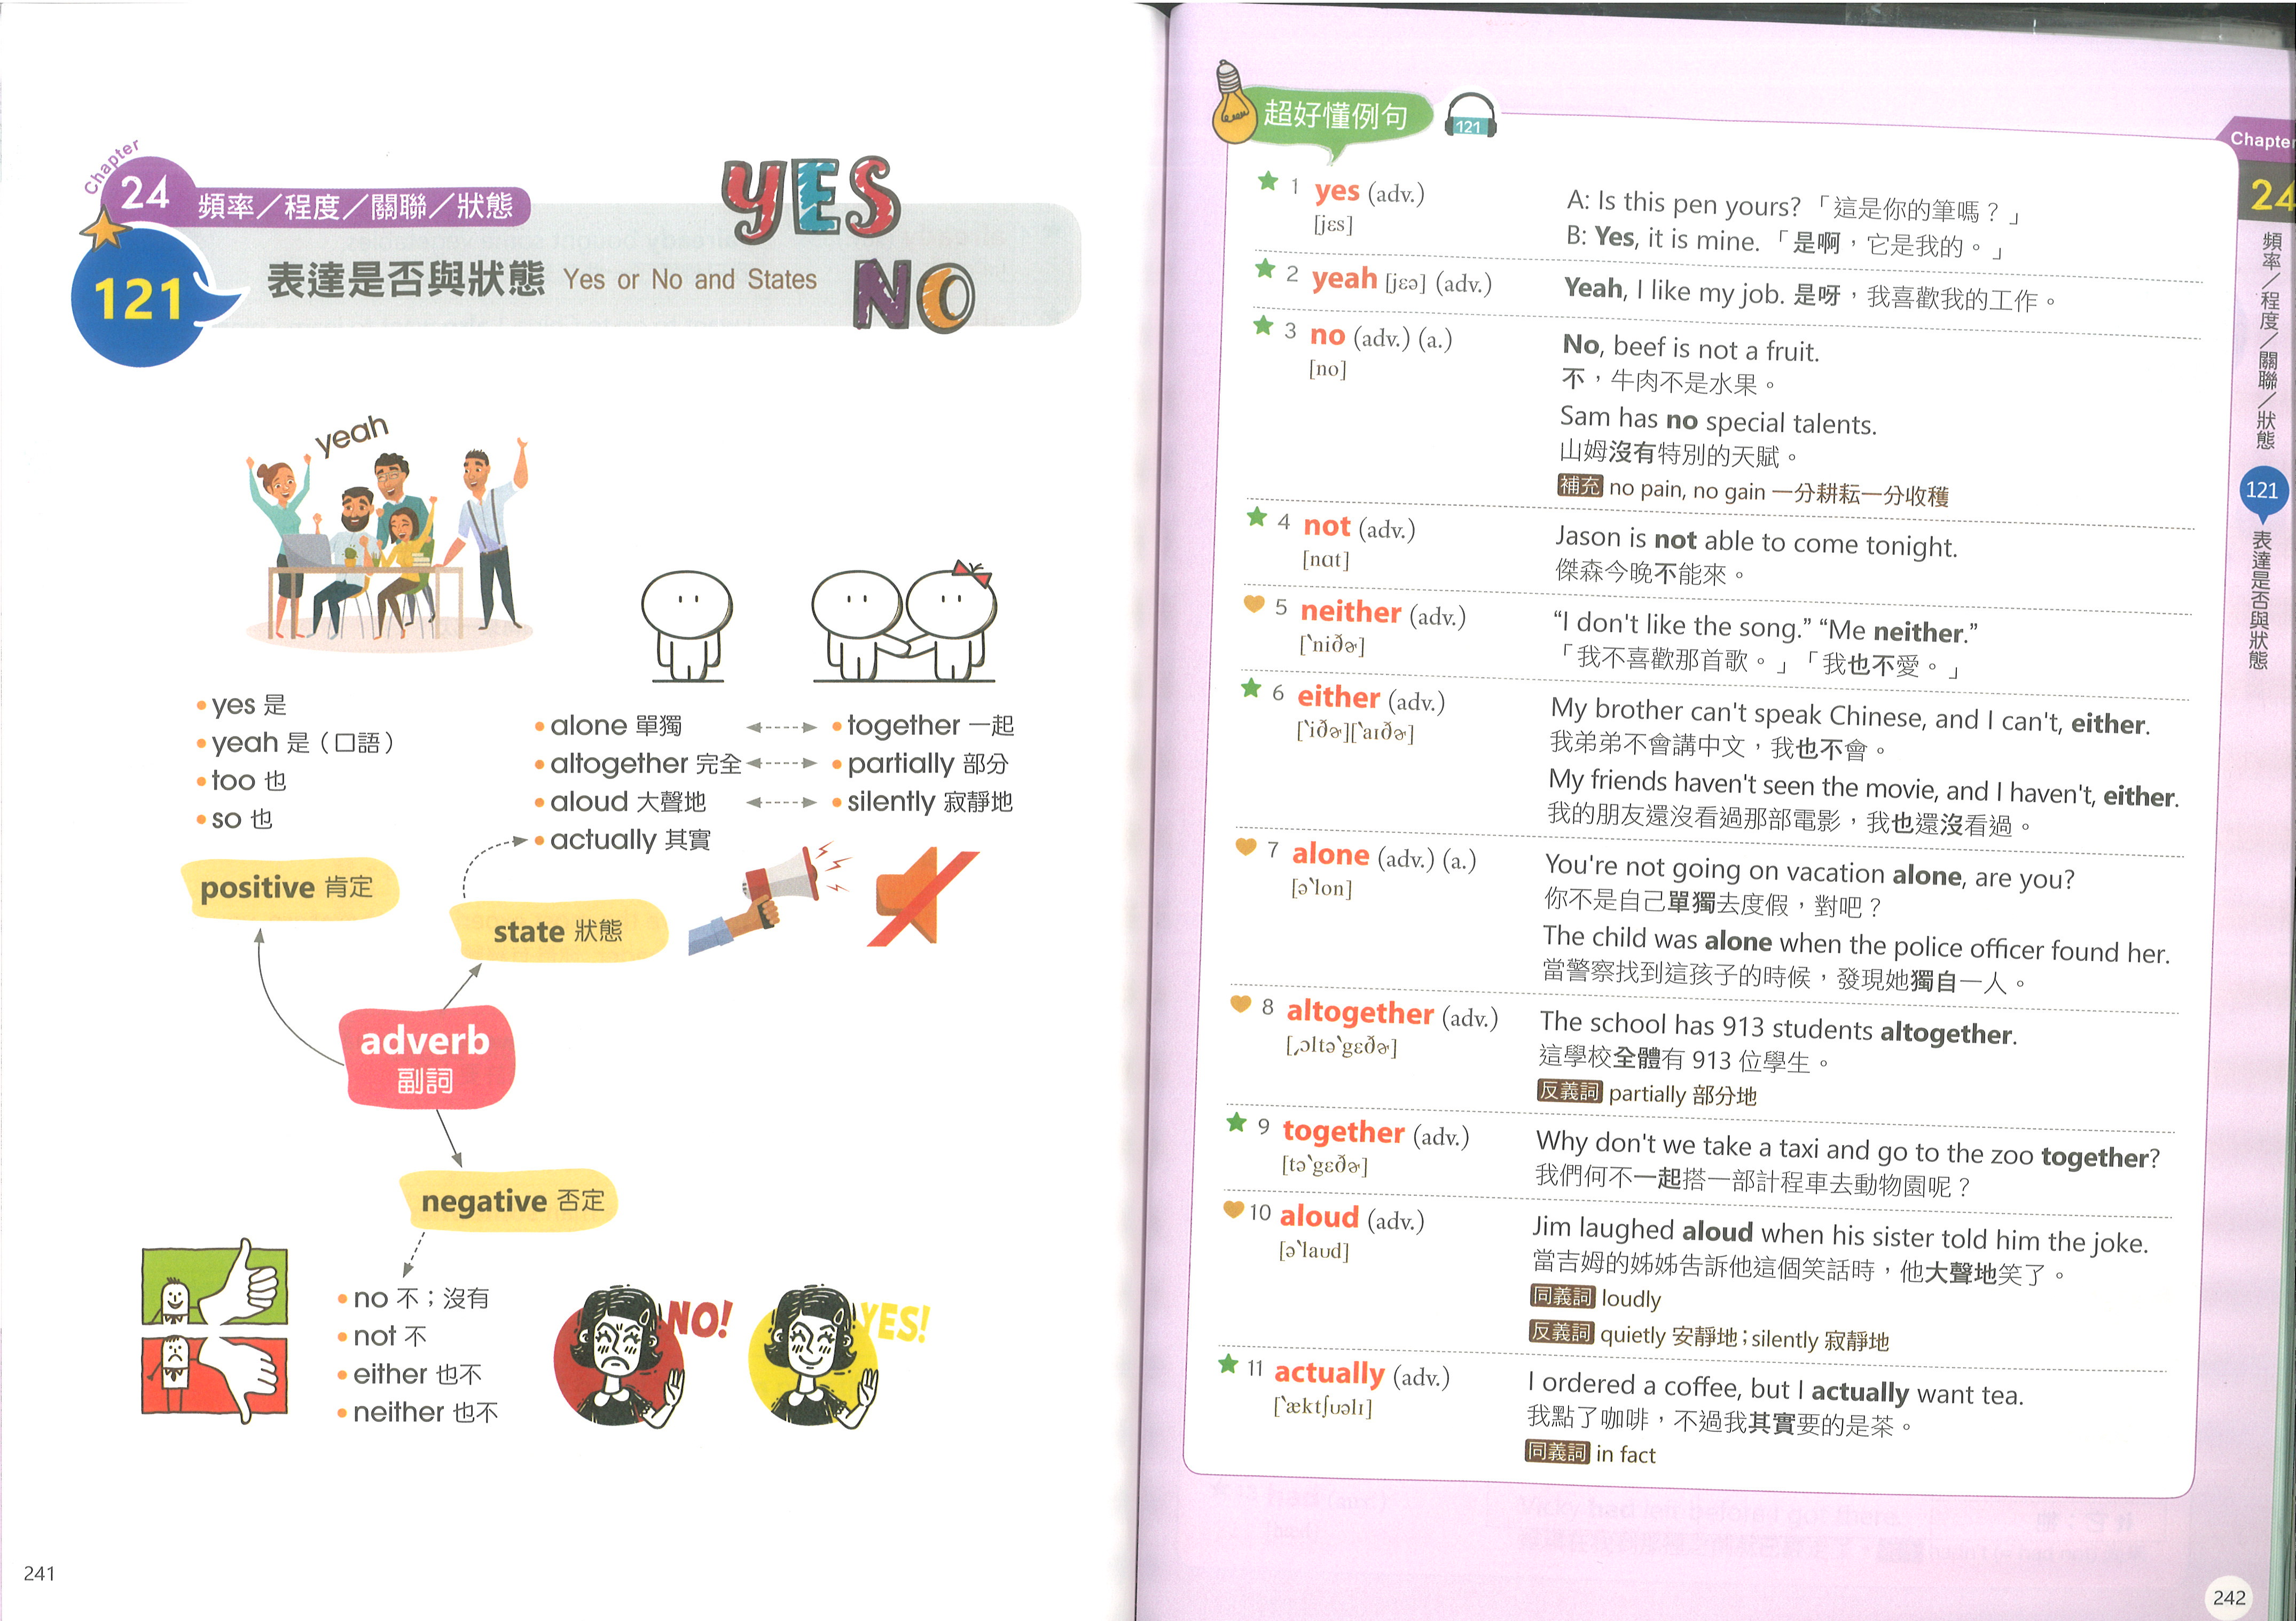 Chapter
24 頻率／程度／關聯／狀態
121 表達是否與狀態 Yes or No and States
YES
NO
yeah
• yes 是
• yeah 是（口語）
• too 也
• so 也
• alone 單獨
• altogether 完全
• aloud 大聲地
• actually 其實
• together 一起
• partially 部分
• silently 寂靜地
positive 肯定
state 狀態
adverb
副詞
negative 否定
• no 不；沒有
• not 不
• either 也不
• neither 也不
NO!
YES!
241
超好懂例句
121
1 yes (adv.)
[jɛs]
A: Is this pen yours? 「這是你的筆嗎？」
B: Yes, it is mine. 「是啊，它是我的。」
2 yeah [jɛə] (adv.)
Yeah, I like my job. 是呀，我喜歡我的工作。
3 no (adv.) (a.)
[no]
No, beef is not a fruit.
不，牛肉不是水果。
Sam has no special talents.
山姆沒有特別的天賦。
補充 no pain, no gain 一分耕耘一分收穫
4 not (adv.)
[nɑt]
Jason is not able to come tonight.
傑森今晚不能來。
5 neither (adv.)
[ˋniðɚ]
“I don't like the song.” “Me neither.”
「我不喜歡那首歌。」「我也不愛。」
6 either (adv.)
[ˋiðɚ][ˋaɪðɚ]
My brother can't speak Chinese, and I can't, either.
我弟弟不會講中文，我也不會。
My friends haven't seen the movie, and I haven't, either.
我的朋友還沒看過那部電影，我也還沒看過。
7 alone (adv.) (a.)
[əˋlon]
You're not going on vacation alone, are you?
你不是自己單獨去度假，對吧？
The child was alone when the police officer found her.
當警察找到這孩子的時候，發現她獨自一人。
8 altogether (adv.)
[ˏɔltəˋgɛðɚ]
The school has 913 students altogether.
這學校全體有 913 位學生。
反義詞 partially 部分地
9 together (adv.)
[təˋgɛðɚ]
Why don't we take a taxi and go to the zoo together?
我們何不一起搭一部計程車去動物園呢？
10 aloud (adv.)
[əˋlaʊd]
Jim laughed aloud when his sister told him the joke.
當吉姆的姊姊告訴他這個笑話時，他大聲地笑了。
同義詞 loudly
反義詞 quietly 安靜地；silently 寂靜地
11 actually (adv.)
[ˋæktʃʊəlɪ]
I ordered a coffee, but I actually want tea.
我點了咖啡，不過我其實要的是茶。
同義詞 in fact
Chapter
24
頻率／程度／關聯／狀態
121
表達是否與狀態
242